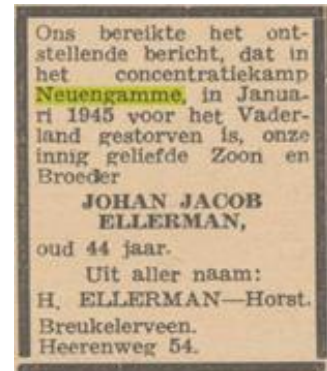 Ons bereikte het ont-
stellende bericht, dat in
het concentratiekamp
Neuengamme, in Janua-
ri 1945 voor het Vader-
land gestorven is, onze
innig geliefde Zoon en
Broeder
JOHAN JACOB
ELLERMAN,
oud 44 jaar.
Uit aller naam:
H. ELLERMAN—Horst.
Breukelerveen.
Heerenweg 54.